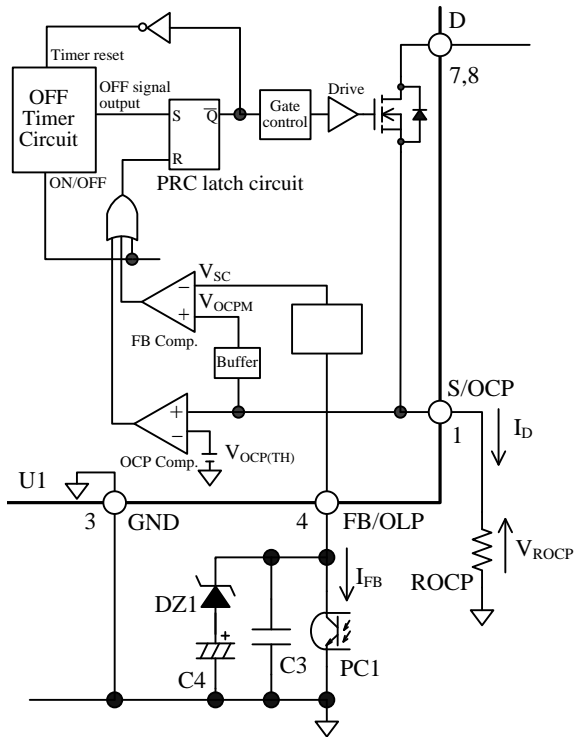 D
7,8
Timer reset
OFF
Timer
Circuit
OFF signal
output
S
Q
R
Gate
control
Drive
PRC latch circuit
ON/OFF
VSC
VOCPM
FB Comp.
Buffer
S/OCP
1
ID
OCP Comp.
VOCP(TH)
U1
3
GND
4
FB/OLP
IFB
ROCP
VROCP
DZ1
C4
C3
PC1
+
−
+
−
+